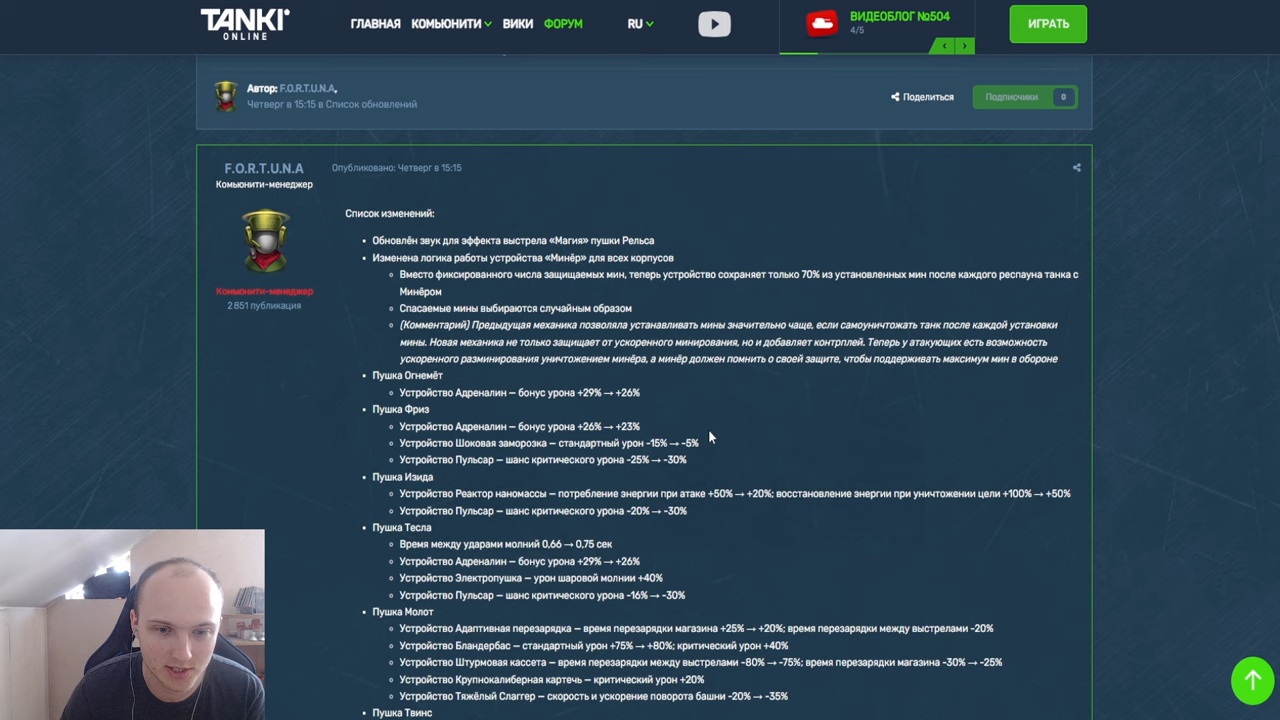 TANKI
ONLINE
ГЛАВНАЯ КОМЬЮНИТИ ВИКИ ФОРУМ RU
ВИДЕОБЛОГ №504
4/5
ИГРАТЬ
Автор: F.O.R.T.U.N.A,
Четверг в 15:15 в Список обновлений
Поделиться
Подписчики 0
F.O.R.T.U.N.A
Комьюнити-менеджер
Комьюнити-менеджер
2 851 публикация
Опубликовано: Четверг в 15:15
Список изменений:
• Обновлён звук для эффекта выстрела «Магия» пушки Рельса
• Изменена логика работы устройства «Минёр» для всех корпусов
Вместо фиксированного числа защищаемых мин, теперь устройство сохраняет только 70% из установленных мин после каждого респауна танка с
Минёром
Спасаемые мины выбираются случайным образом
(Комментарий) Предыдущая механика позволяла устанавливать мины значительно чаще, если самоуничтожать танк после каждой установки
мины. Новая механика не только защищает от ускоренного минирования, но и добавляет контрплей. Теперь у атакующих есть возможность
ускоренного разминирования уничтожением минёра, а минёр должен помнить о своей защите, чтобы поддерживать максимум мин в обороне
• Пушка Огнемёт
Устройство Адреналин — бонус урона +29% → +26%
• Пушка Фриз
Устройство Адреналин — бонус урона +26% → +23%
Устройство Шоковая заморозка — стандартный урон -15% → -5%
Устройство Пульсар — шанс критического урона -25% → -30%
• Пушка Изида
Устройство Реактор наномассы — потребление энергии при атаке +50% → +20%; восстановление энергии при уничтожении цели +100% → +50%
Устройство Пульсар — шанс критического урона -20% → -30%
• Пушка Тесла
Время между ударами молний 0,66 → 0,75 сек
Устройство Адреналин — бонус урона +29% → +26%
Устройство Электропушка — урон шаровой молнии +40%
Устройство Пульсар — шанс критического урона -16% → -30%
• Пушка Молот
Устройство Адаптивная перезарядка — время перезарядки магазина +25% → +20%; время перезарядки между выстрелами -20%
Устройство Бландербас — стандартный урон +75% → +80%; критический урон +40%
Устройство Штурмовая кассета — время перезарядки между выстрелами -80% → -75%; время перезарядки магазина -30% → -25%
Устройство Крупнокалиберная картечь — критический урон +20%
Устройство Тяжёлый Слаггер — скорость и ускорение поворота башни -20% → -35%
• Пушка Твинс